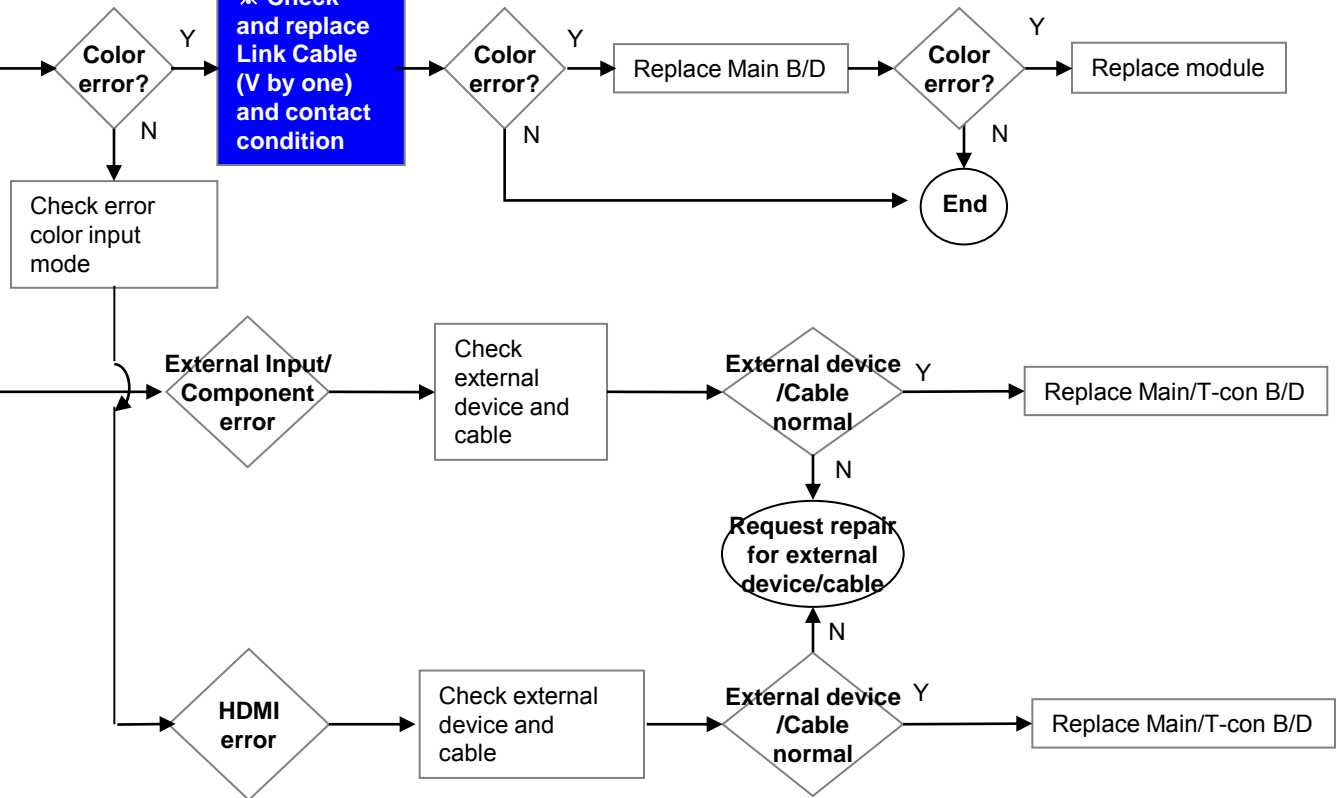 Color
error?
Y
N
※ Check
and replace
Link Cable
(V by one)
and contact
condition
Color
error?
Y
N
Replace Main B/D
Color
error?
Y
N
Replace module
End
Check error
color input
mode
External Input/
Component
error
Check
external
device and
cable
External device
/Cable
normal
Y
N
Replace Main/T-con B/D
Request repair
for external
device/cable
N
HDMI
error
Check external
device and
cable
External device
/Cable
normal
Y
Replace Main/T-con B/D